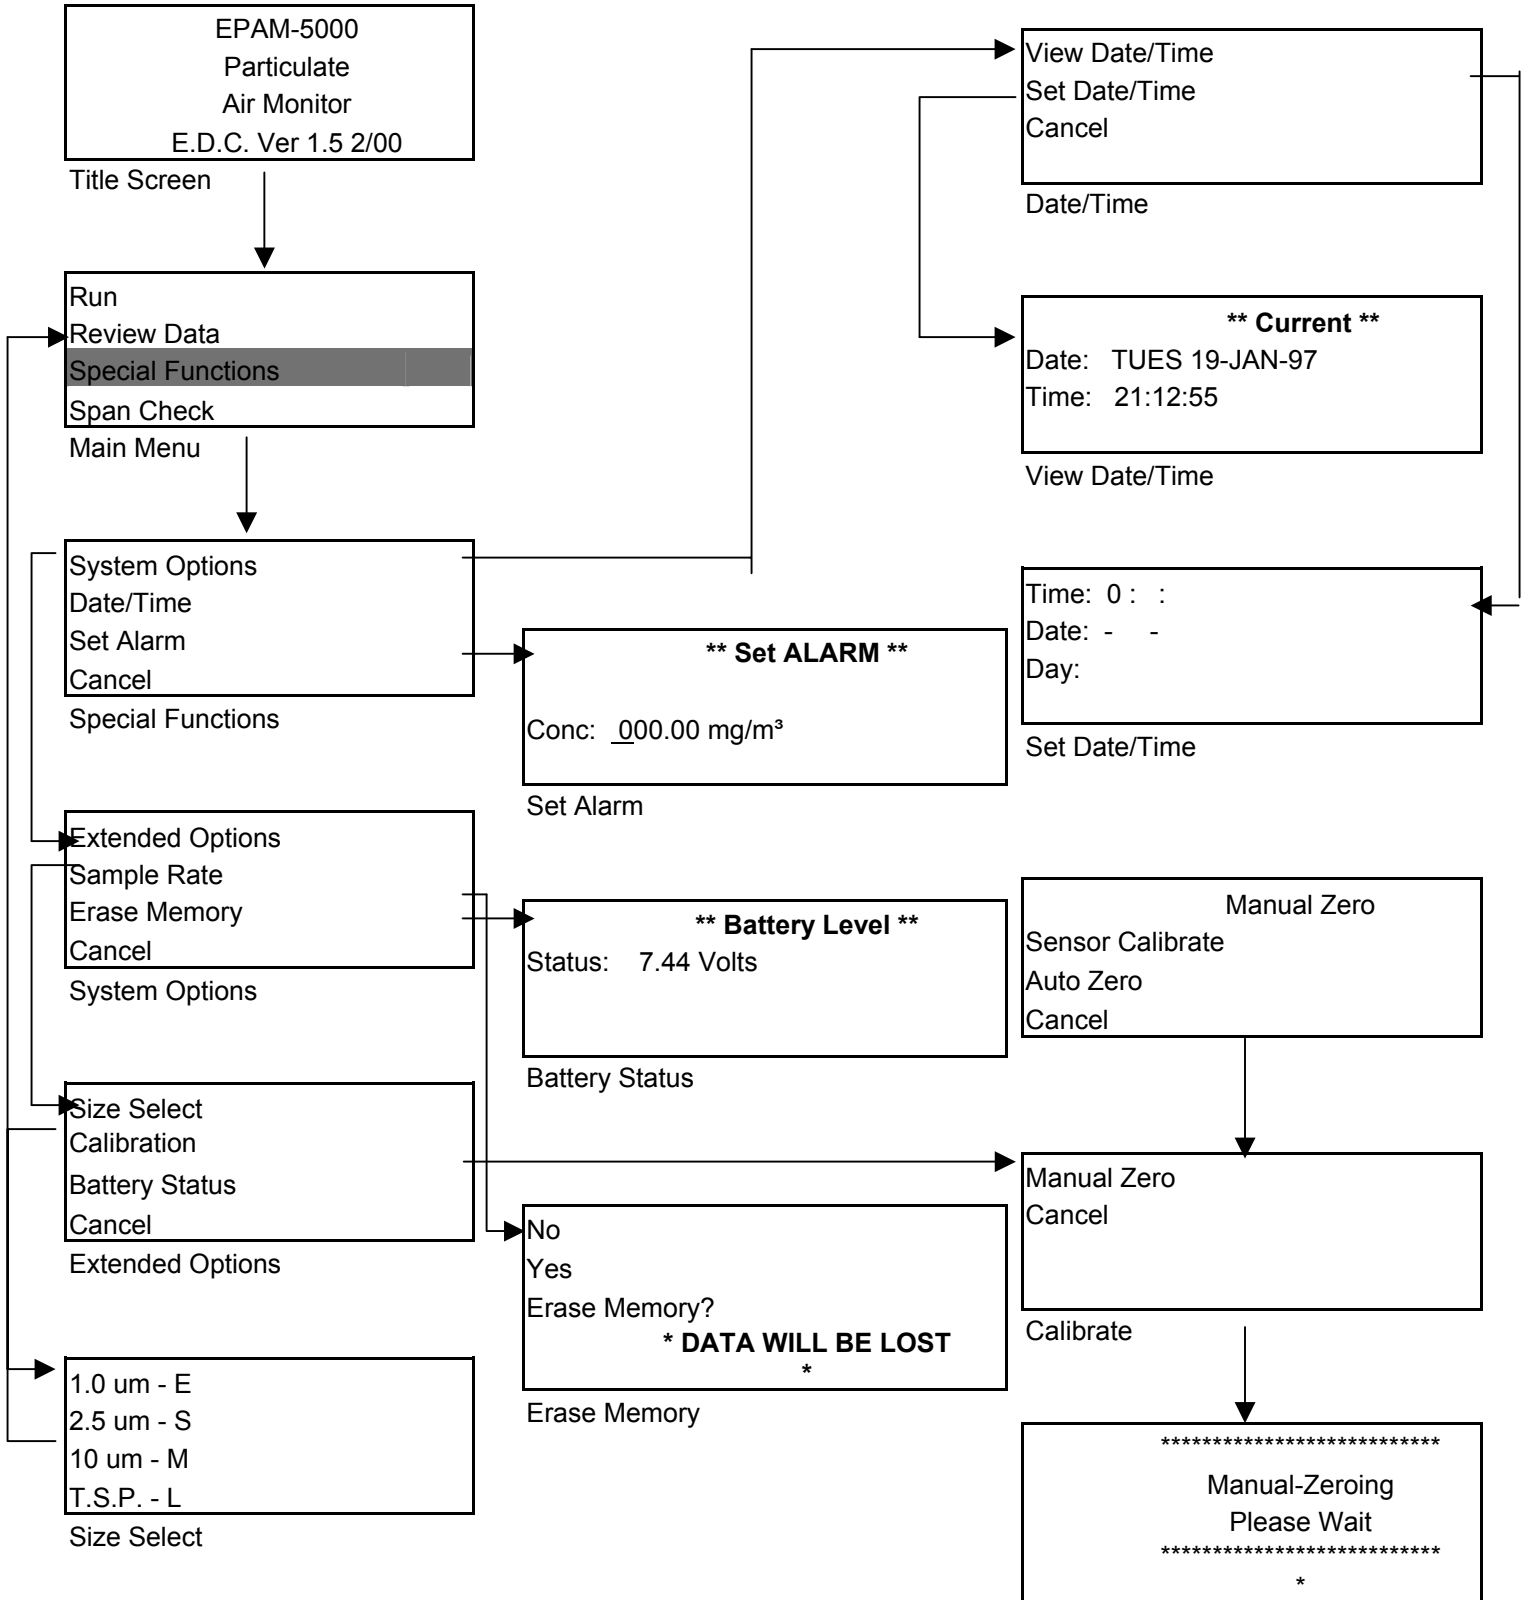 EPAM-5000
Particulate
Air Monitor
E.D.C. Ver 1.5 2/00
Title Screen
Run
Review Data
Special Functions
Span Check
Main Menu
System Options
Date/Time
Set Alarm
Cancel
Special Functions
Extended Options
Sample Rate
Erase Memory
Cancel
System Options
Size Select
Calibration
Battery Status
Cancel
Extended Options
1.0 um - E
2.5 um - S
10 um - M
T.S.P. - L
Size Select
** Set ALARM **
Conc: 000.00 mg/m³
Set Alarm
** Battery Level **
Status: 7.44 Volts
Battery Status
No
Yes
Erase Memory?
* DATA WILL BE LOST
*
Erase Memory
View Date/Time
Set Date/Time
Cancel
Date/Time
** Current **
Date: TUES 19-JAN-97
Time: 21:12:55
View Date/Time
Time: 0 : :
Date: - -
Day:
Set Date/Time
Manual Zero
Sensor Calibrate
Auto Zero
Cancel
Manual Zero
Cancel
Calibrate
***************************
Manual-Zeroing
Please Wait
***************************
*